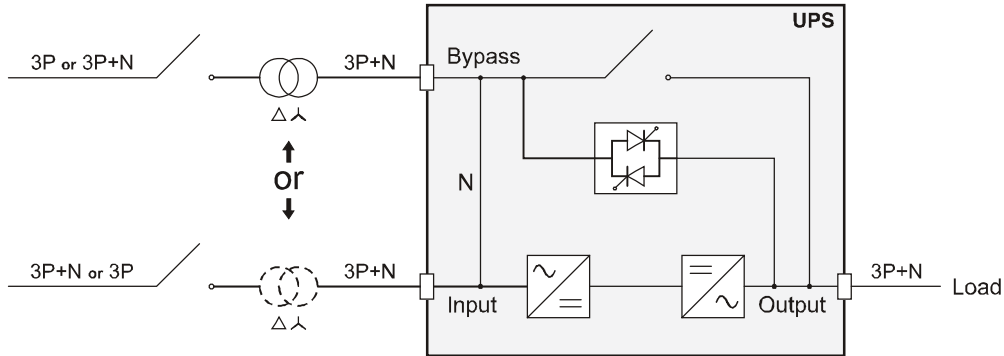 UPS
3P or 3P+N
3P+N
Bypass
or
N
3P+N or 3P
3P+N
Input
Output
3P+N
Load